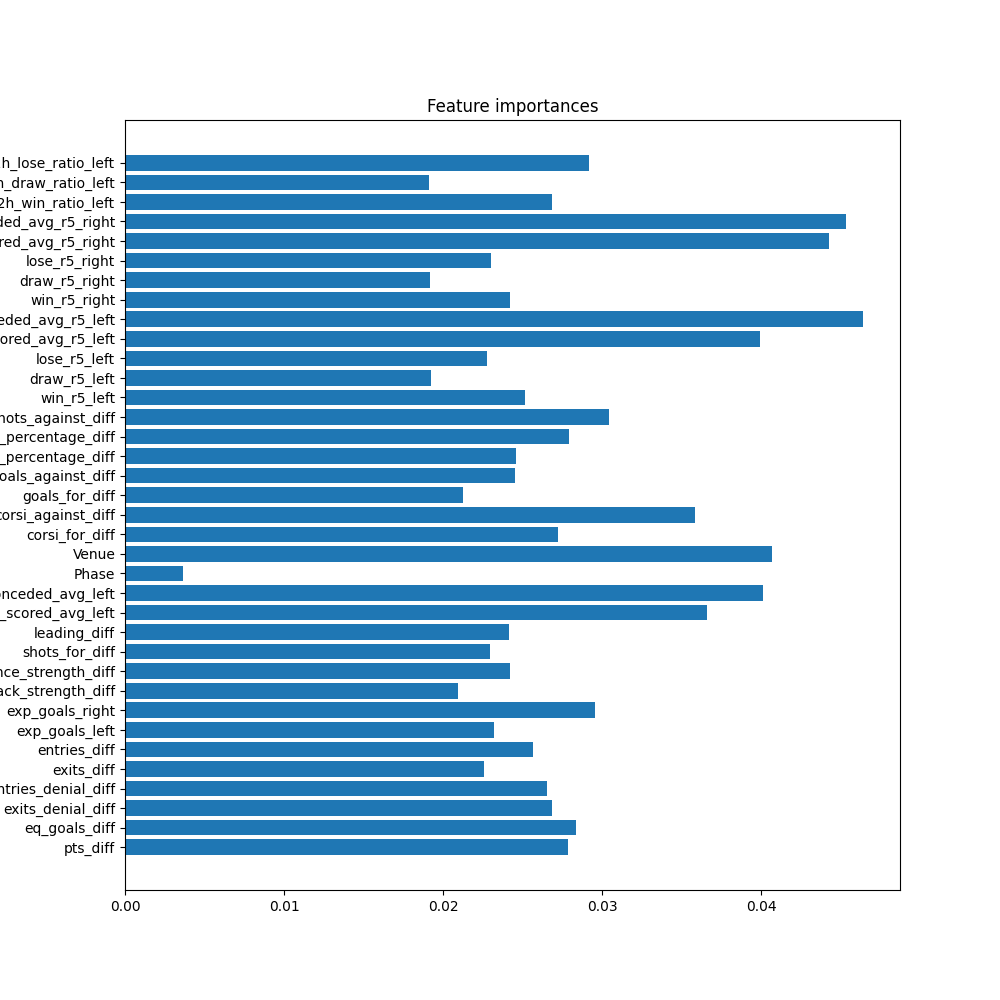 Feature importances
h_lose_ratio_left
h_draw_ratio_left
2h_win_ratio_left
ded_avg_r5_right
red_avg_r5_right
lose_r5_right
draw_r5_right
win_r5_right
eded_avg_r5_left
ored_avg_r5_left
lose_r5_left
draw_r5_left
win_r5_left
hots_against_diff
_percentage_diff
_percentage_diff
oals_against_diff
goals_for_diff
corsi_against_diff
corsi_for_diff
Venue
Phase
onceded_avg_left
_scored_avg_left
leading_diff
shots_for_diff
nce_strength_diff
ack_strength_diff
exp_goals_right
exp_goals_left
entries_diff
exits_diff
ntries_denial_diff
exits_denial_diff
eq_goals_diff
pts_diff
0.00 0.01 0.02 0.03 0.04